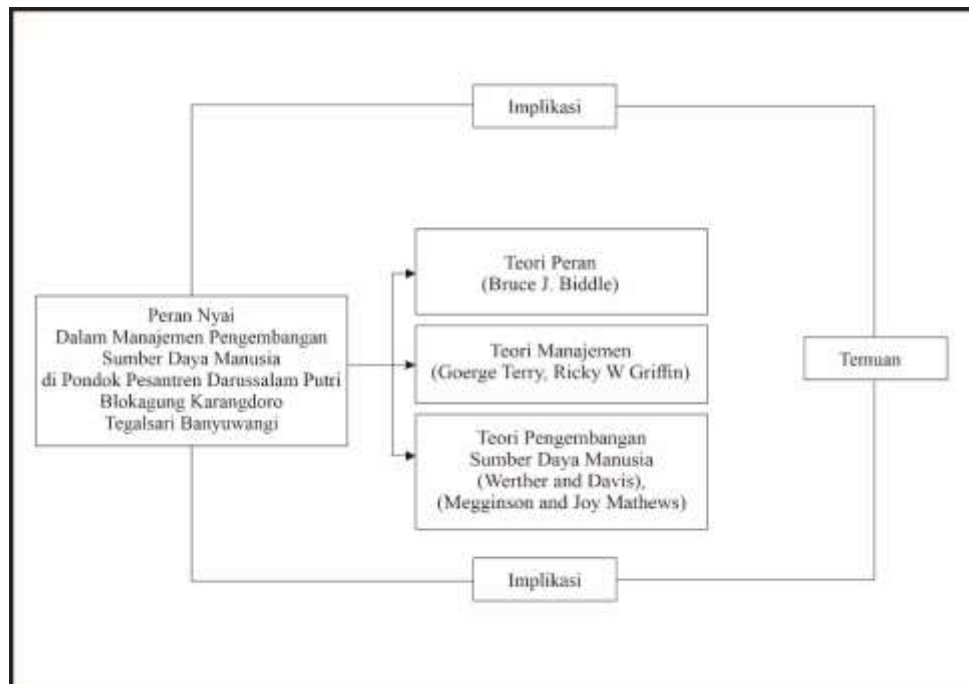 Implikasi
Teori Peran
(Bruce J. Biddle)
Peran Nyai
Dalam Manajemen Pengembangan
Sumber Daya Manusia
di Pondok Pesantren Darussalam Putri
Blokagung Karangdoro
Tegalsari Banyuwangi
Teori Manajemen
(Goerge Terry, Ricky W Griffin)
Temuan
Teori Pengembangan
Sumber Daya Manusia
(Werther and Davis),
(Megginson and Joy Mathews)
Implikasi